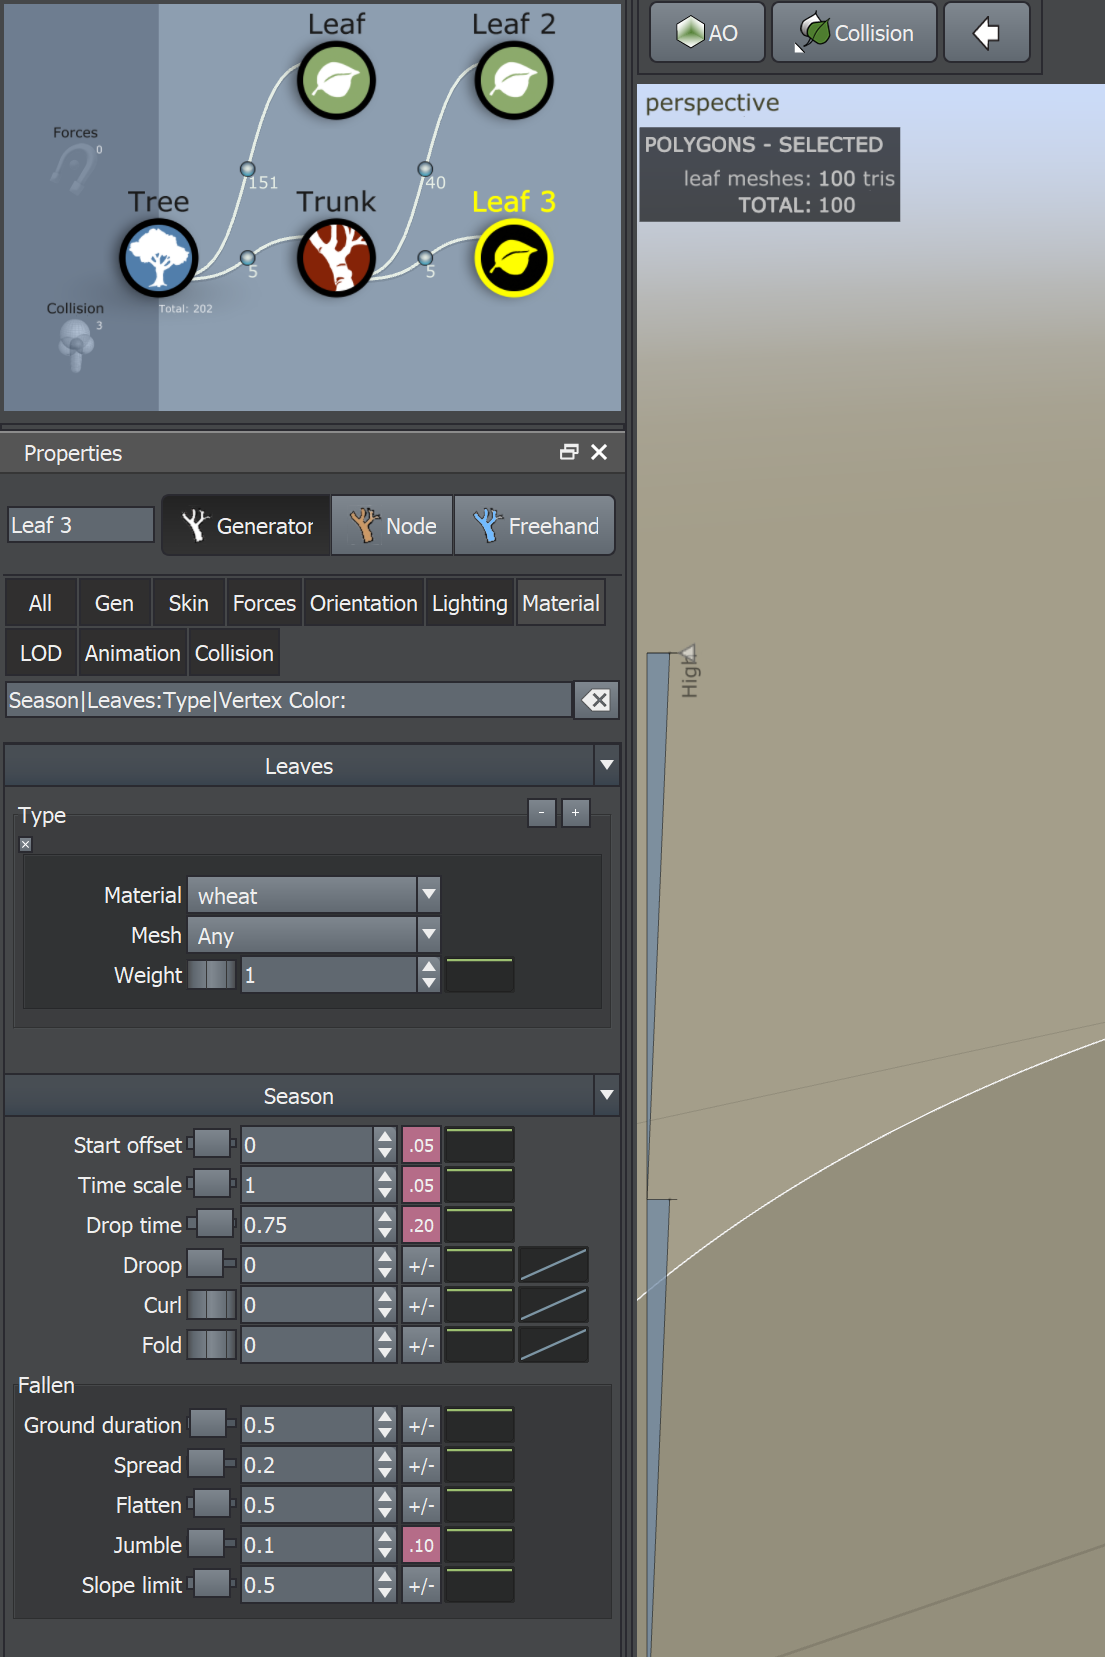 Leaf
Leaf 2
Forces
0
151
40
Tree
Trunk
Leaf 3
5
5
Total: 202
Collision
3
Properties
Leaf 3
Generator
Node
Freehand
All
Gen
Skin
Forces
Orientation
Lighting
Material
LOD
Animation
Collision
Season|Leaves:Type|Vertex Color:
Leaves
Type
-
+
Material
wheat
Mesh
Any
Weight
1
Season
Start offset
0
.05
Time scale
1
.05
Drop time
0.75
.20
Droop
0
+/-
Curl
0
+/-
Fold
0
+/-
Fallen
Ground duration
0.5
+/-
Spread
0.2
+/-
Flatten
0.5
+/-
Jumble
0.1
.10
Slope limit
0.5
+/-
AO
Collision
perspective
POLYGONS - SELECTED
leaf meshes: 100 tris
TOTAL: 100
High